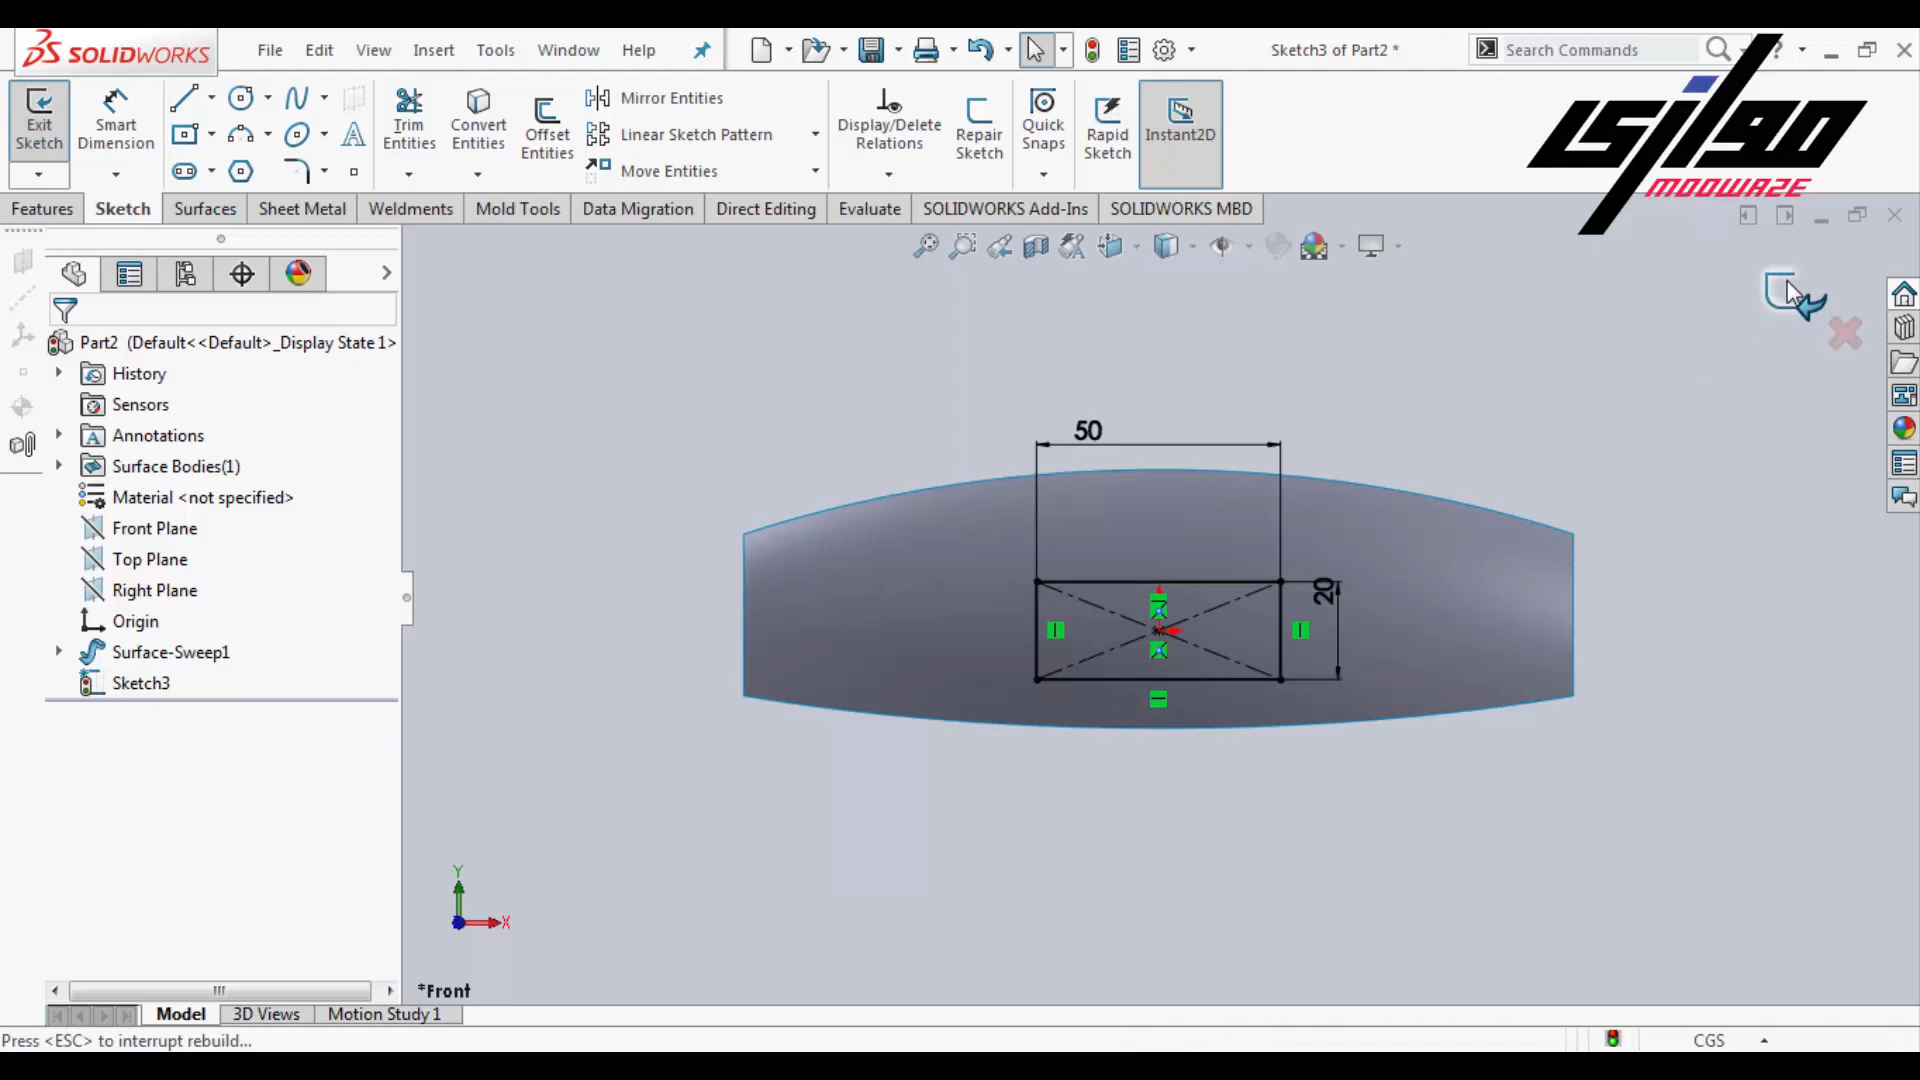 SOLIDWORKS File Edit View Insert Tools Window Help Sketch3 of Part2 * Search Commands ?
Exit Sketch
Smart Dimension
Trim Entities
Convert Entities
Offset Entities
Mirror Entities
Linear Sketch Pattern
Move Entities
Display/Delete Relations
Repair Sketch
Quick Snaps
Rapid Sketch
Instant2D
MODWAZE
Features Sketch Surfaces Sheet Metal Weldments Mold Tools Data Migration Direct Editing Evaluate SOLIDWORKS Add-Ins SOLIDWORKS MBD
Part2 (Default<<Default>_Display State 1>
History
Sensors
Annotations
Surface Bodies(1)
Material <not specified>
Front Plane
Top Plane
Right Plane
Origin
Surface-Sweep1
Sketch3
50
20
Y
X
*Front
Model 3D Views Motion Study 1
Press <ESC> to interrupt rebuild...
CGS